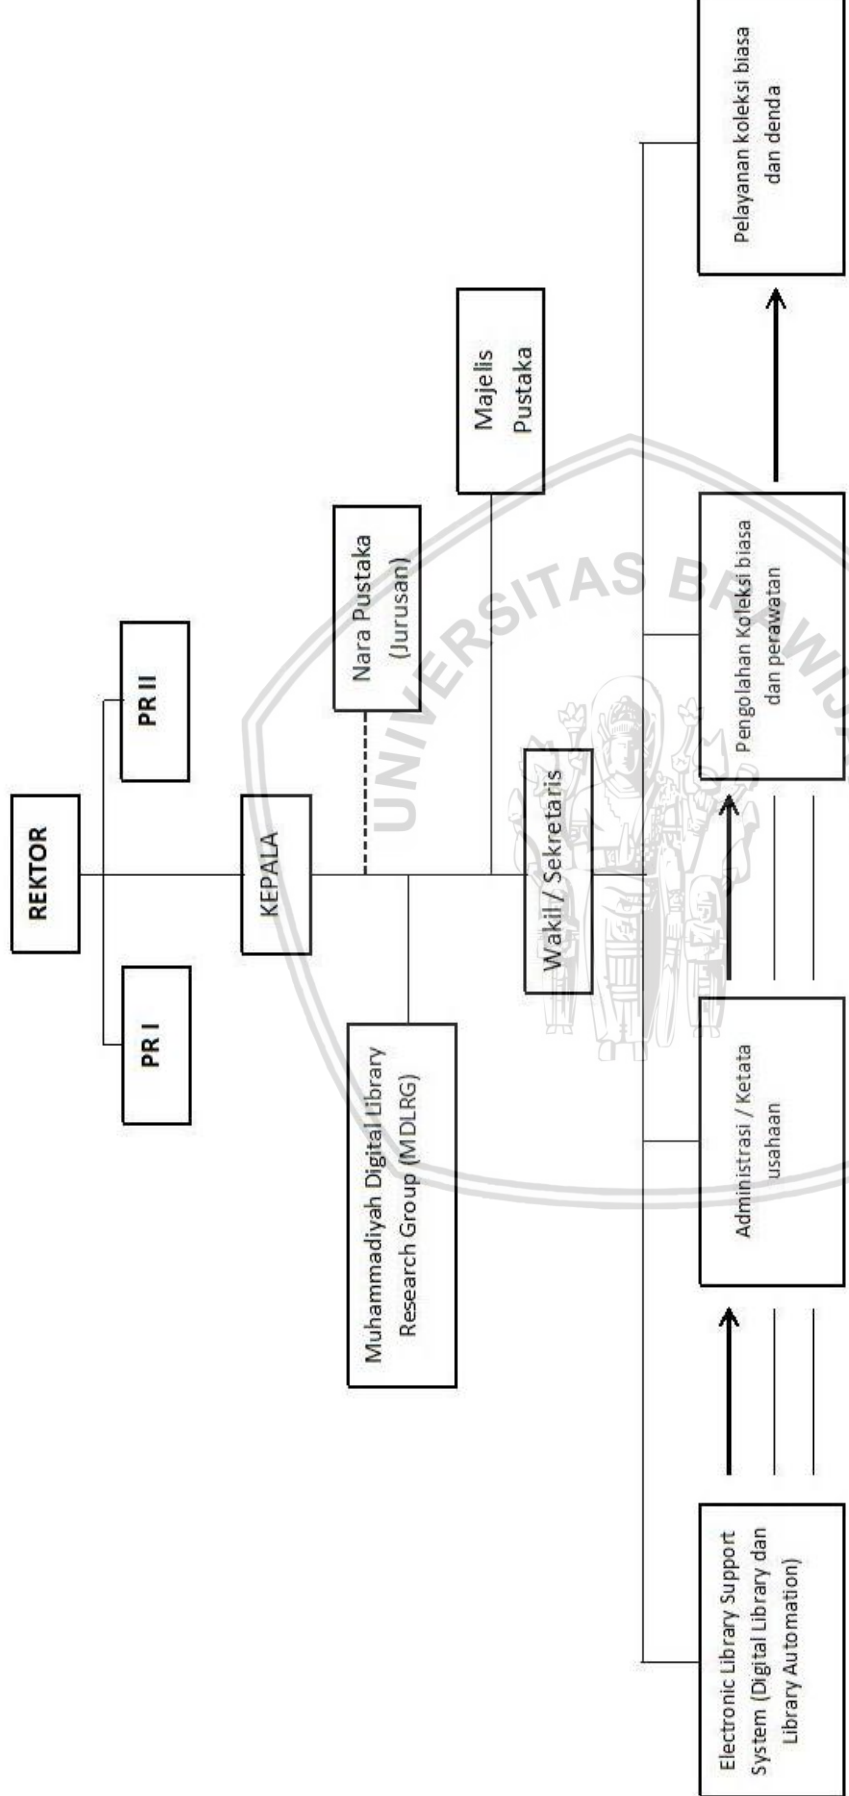 REKTOR
PR I
PR II
KEPALA
Nara Pustaka
(Jurusan)
Muhammadiyah Digital Library
Research Group (MDLRG)
Majelis
Pustaka
Wakil / Sekretaris
Electronic Library Support
System (Digital Library dan
Library Automation)
Administrasi / Ketata
usahaan
Pengolahan Koleksi biasa
dan perawatan
Pelayanan koleksi biasa
dan denda
UNIVERSITAS BRAWIJA